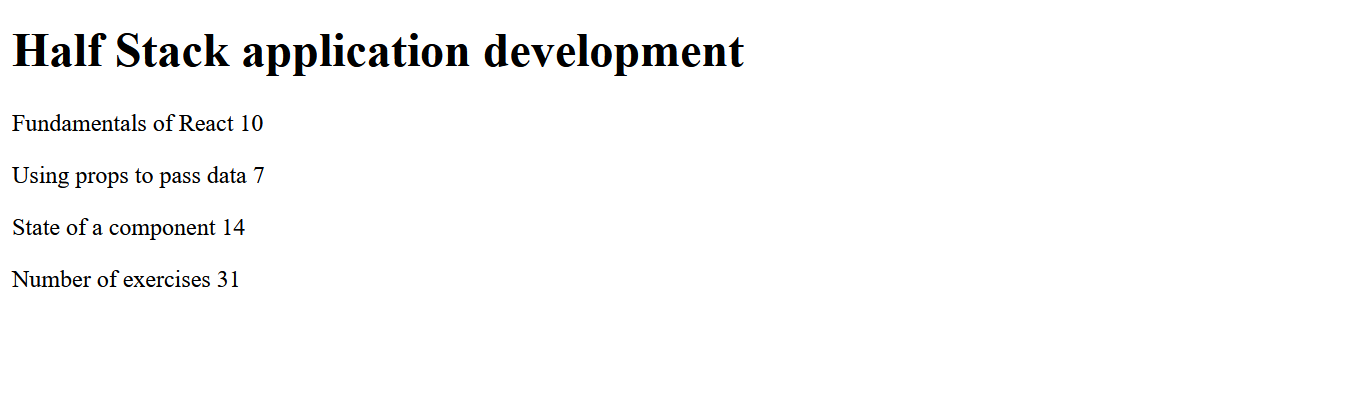 Half Stack application development
Fundamentals of React 10
Using props to pass data 7
State of a component 14
Number of exercises 31